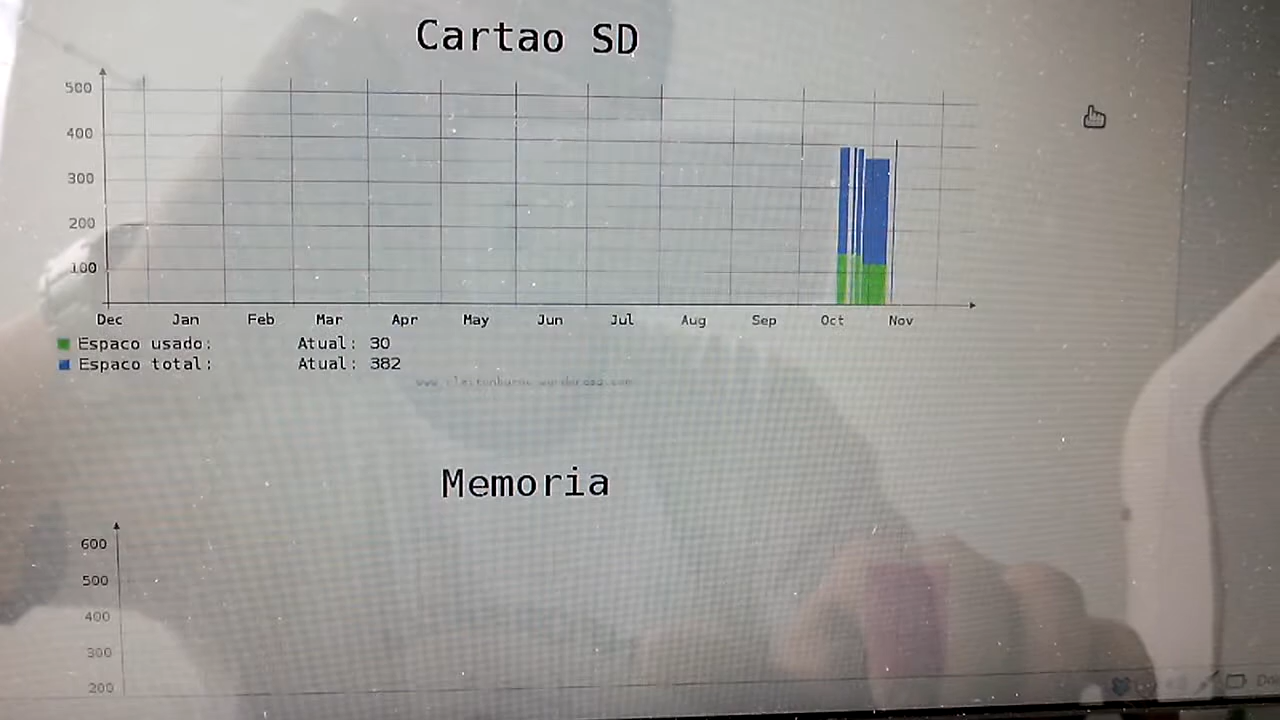 Cartao SD
500
400
300
200
100
Dec Jan Feb Mar Apr May Jun Jul Aug Sep Oct Nov
Espaco usado: Atual: 30
Espaco total: Atual: 382
Memoria
600
500
400
300
200